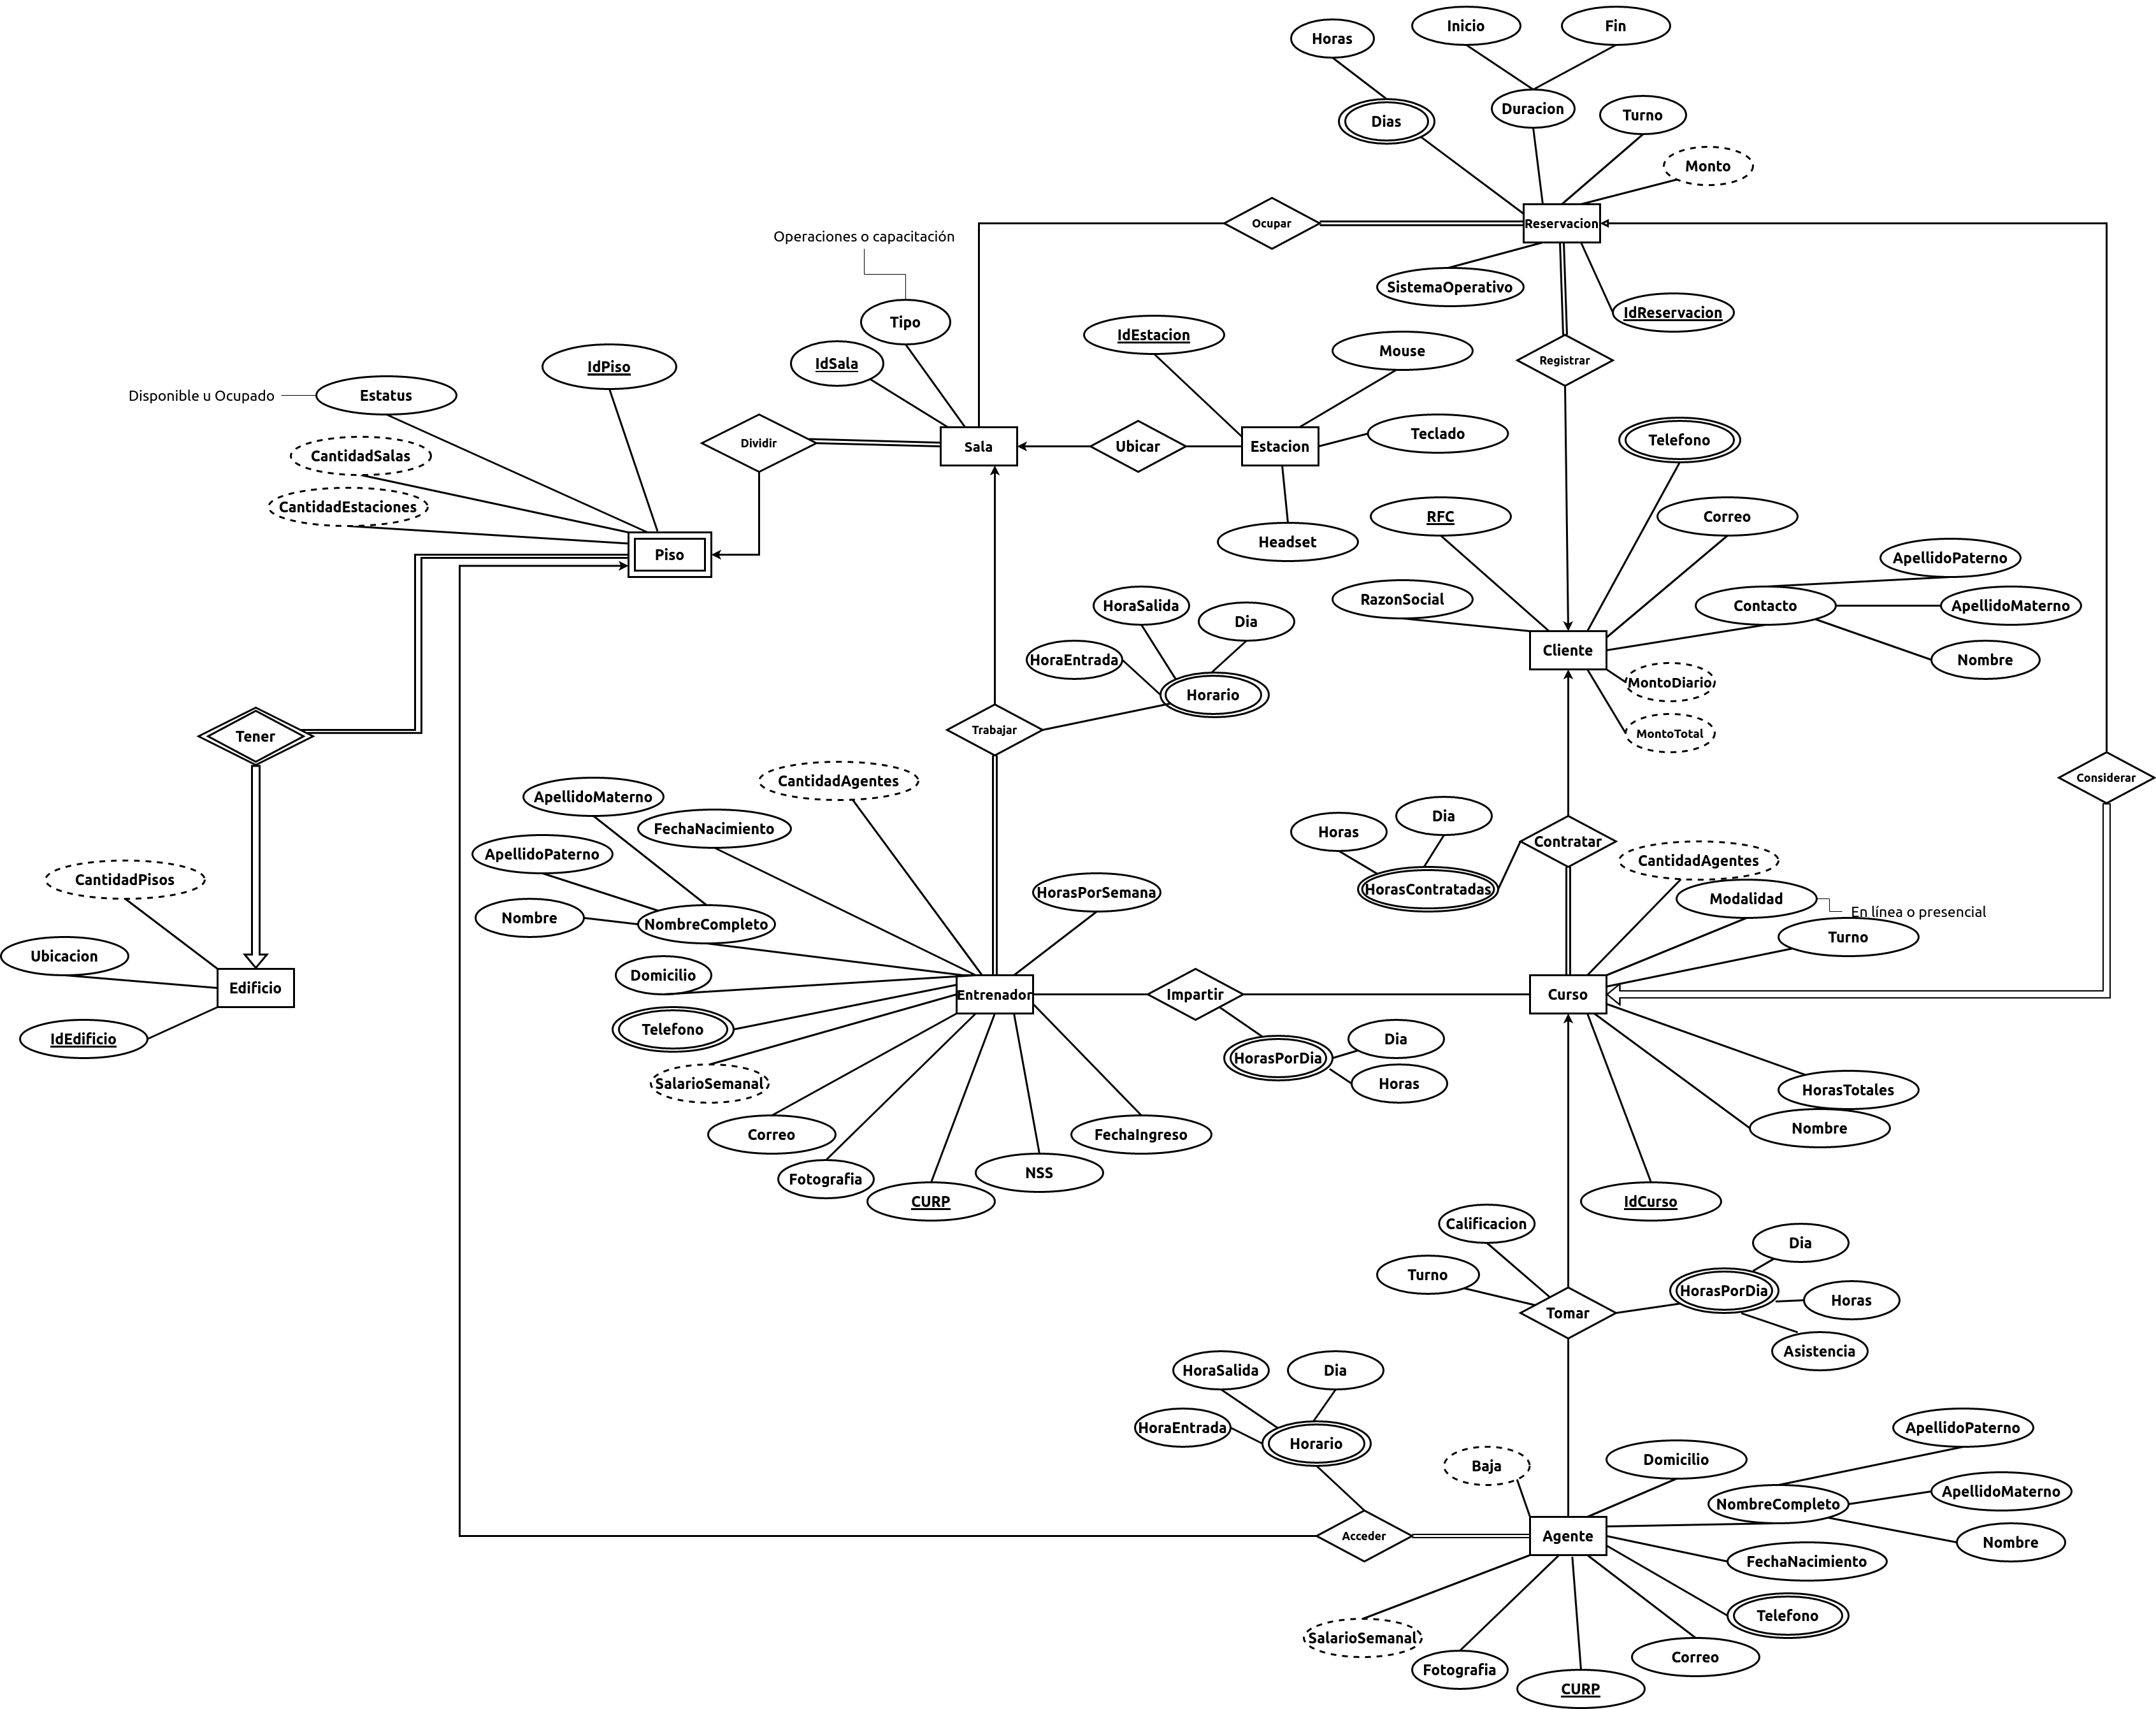 Inicio
Fin
Horas
Duracion
Dias
Turno
Monto
Ocupar
Reservacion
Operaciones o capacitación
SistemaOperativo
IdReservacion
Tipo
IdEstacion
Mouse
Registrar
IdSala
IdPiso
Disponible u Ocupado
Estatus
Teclado
Telefono
Dividir
Sala
Ubicar
Estacion
CantidadSalas
CantidadEstaciones
RFC
Correo
Headset
Piso
ApellidoPaterno
RazonSocial
HoraSalida
Contacto
ApellidoMaterno
Dia
Cliente
HoraEntrada
Nombre
MontoDiario
Horario
Trabajar
MontoTotal
Tener
Considerar
CantidadAgentes
ApellidoMaterno
Dia
FechaNacimiento
Horas
Contratar
ApellidoPaterno
CantidadAgentes
CantidadPisos
HorasContratadas
HorasPorSemana
Modalidad
En línea o presencial
Nombre
NombreCompleto
Turno
Ubicacion
Domicilio
Edificio
Entrenador
Impartir
Curso
Telefono
IdEdificio
Dia
HorasPorDia
SalarioSemanal
Horas
HorasTotales
Correo
FechaIngreso
Nombre
NSS
Fotografia
CURP
IdCurso
Calificacion
Dia
Turno
HorasPorDia
Horas
Tomar
Asistencia
HoraSalida
Dia
HoraEntrada
Horario
ApellidoPaterno
Domicilio
Baja
ApellidoMaterno
NombreCompleto
Acceder
Agente
Nombre
FechaNacimiento
Telefono
SalarioSemanal
Correo
Fotografia
CURP